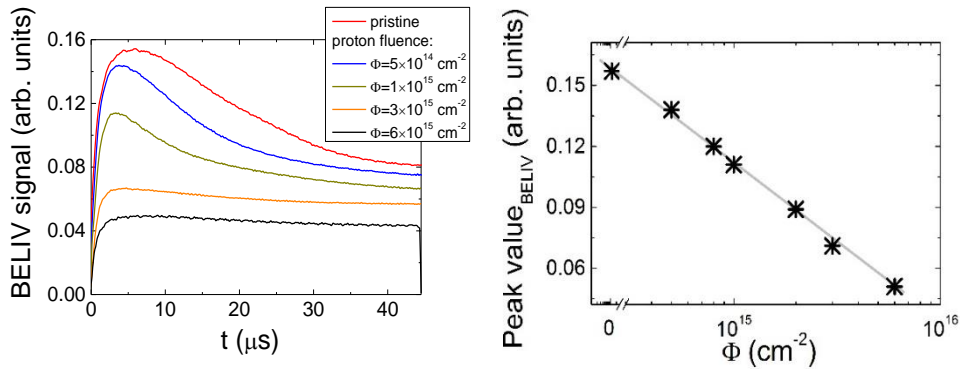 BELIV signal (arb. units)
0.16
0.12
0.08
0.04
0.00
0
10
20
30
40
t (μs)
pristine
proton fluence:
Φ=5×10¹⁴ cm⁻²
Φ=1×10¹⁵ cm⁻²
Φ=3×10¹⁵ cm⁻²
Φ=6×10¹⁵ cm⁻²
Peak value_BELIV (arb. units)
0.15
0.12
0.09
0.06
0
10¹⁵
10¹⁶
Φ (cm⁻²)